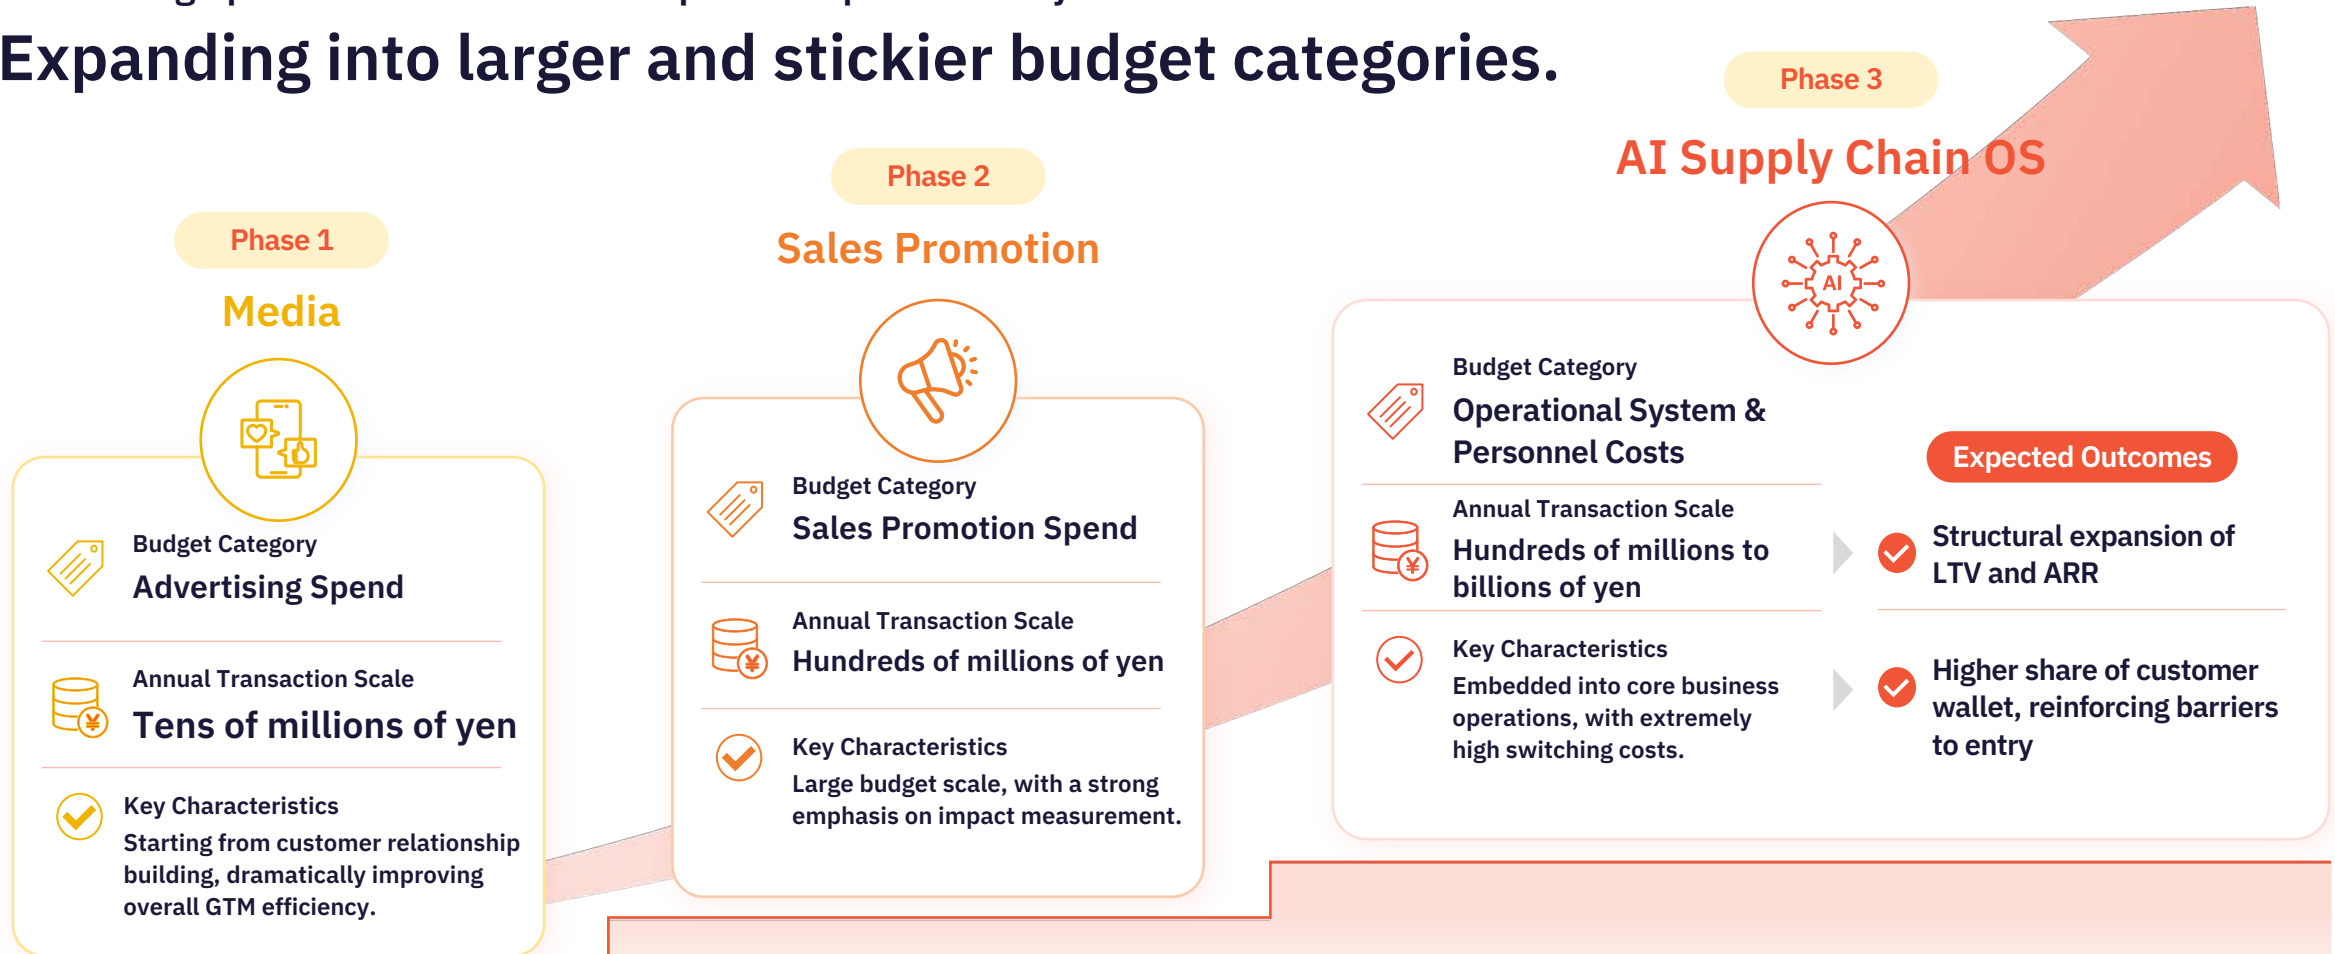 Expanding into larger and stickier budget categories.
Phase 1
Media
Budget Category
Advertising Spend
Annual Transaction Scale
Tens of millions of yen
Key Characteristics
Starting from customer relationship
building, dramatically improving
overall GTM efficiency.
Phase 2
Sales Promotion
Budget Category
Sales Promotion Spend
Annual Transaction Scale
Hundreds of millions of yen
Key Characteristics
Large budget scale, with a strong
emphasis on impact measurement.
Phase 3
AI Supply Chain OS
AI
Budget Category
Operational System &
Personnel Costs
Annual Transaction Scale
Hundreds of millions to
billions of yen
Key Characteristics
Embedded into core business
operations, with extremely
high switching costs.
Expected Outcomes
Structural expansion of
LTV and ARR
Higher share of customer
wallet, reinforcing barriers
to entry